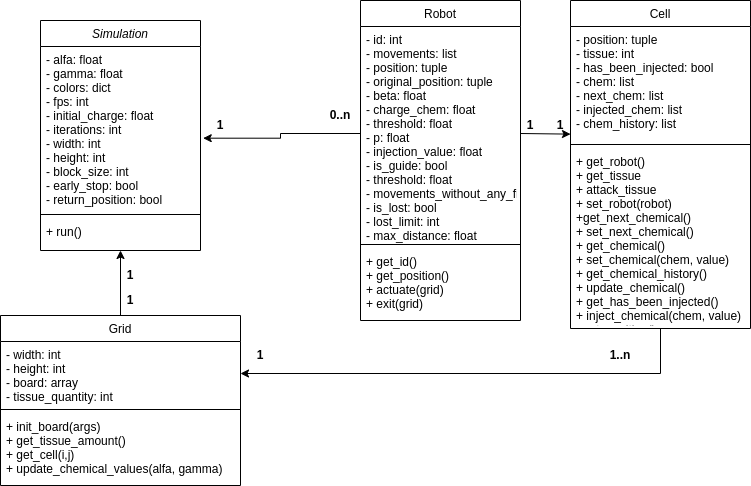 Simulation
- alfa: float
- gamma: float
- colors: dict
- fps: int
- initial_charge: float
- iterations: int
- width: int
- height: int
- block_size: int
- early_stop: bool
- return_position: bool
+ run()
Robot
- id: int
- movements: list
- position: tuple
- original_position: tuple
- beta: float
- charge_chem: float
- threshold: float
- p: float
- injection_value: float
- is_guide: bool
- threshold: float
- movements_without_any_f
- is_lost: bool
- lost_limit: int
- max_distance: float
+ get_id()
+ get_position()
+ actuate(grid)
+ exit(grid)
Cell
- position: tuple
- tissue: int
- has_been_injected: bool
- chem: list
- next_chem: list
- injected_chem: list
- chem_history: list
+ get_robot()
+ get_tissue
+ attack_tissue
+ set_robot(robot)
+get_next_chemical()
+ set_next_chemical()
+ get_chemical()
+ set_chemical(chem, value)
+ get_chemical_history()
+ update_chemical()
+ get_has_been_injected()
+ inject_chemical(chem, value)
1
0..n
1
1
1
1
Grid
- width: int
- height: int
- board: array
- tissue_quantity: int
+ init_board(args)
+ get_tissue_amount()
+ get_cell(i,j)
+ update_chemical_values(alfa, gamma)
1
1..n